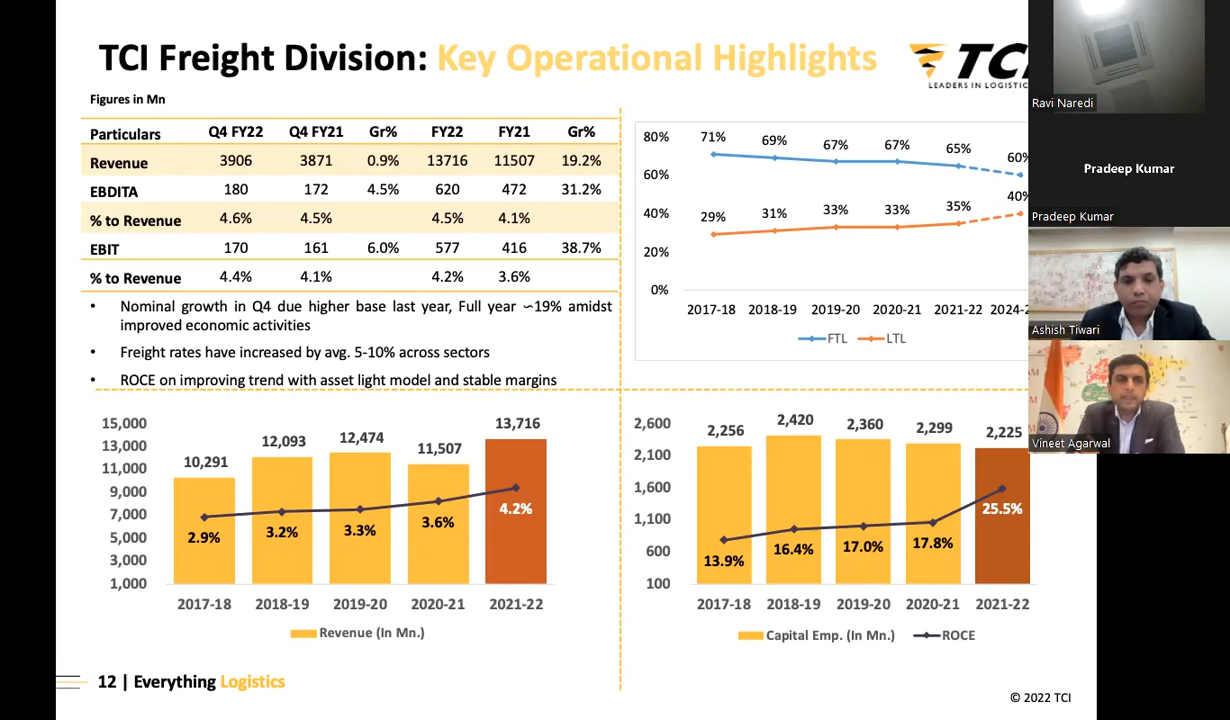 TCI Freight Division: Key Operational Highlights
LEADERS IN LOGISTIC
Figures in Mn
Particulars Q4 FY22 Q4 FY21 Gr% FY22 FY21 Gr%
Revenue 3906 3871 0.9% 13716 11507 19.2%
EBDITA 180 172 4.5% 620 472 31.2%
% to Revenue 4.6% 4.5% 4.5% 4.1%
EBIT 170 161 6.0% 577 416 38.7%
% to Revenue 4.4% 4.1% 4.2% 3.6%
• Nominal growth in Q4 due higher base last year, Full year ∽19% amidst
improved economic activities
• Freight rates have increased by avg. 5-10% across sectors
• ROCE on improving trend with asset light model and stable margins
80%
60%
40%
20%
0%
71% 69% 67% 67% 65% 60%
29% 31% 33% 33% 35% 40%
2017-18 2018-19 2019-20 2020-21 2021-22 2024-2
FTL LTL
15,000
13,000
11,000
9,000
7,000
5,000
3,000
1,000
10,291 12,093 12,474 11,507 13,716
2.9% 3.2% 3.3% 3.6% 4.2%
2017-18 2018-19 2019-20 2020-21 2021-22
Revenue (In Mn.)
2,600
2,100
1,600
1,100
600
100
2,256 2,420 2,360 2,299 2,225
13.9% 16.4% 17.0% 17.8% 25.5%
2017-18 2018-19 2019-20 2020-21 2021-22
Capital Emp. (In Mn.) ROCE
12 | Everything Logistics
© 2022 TCI
Ravi Naredi
Pradeep Kumar
Pradeep Kumar
Ashish Tiwari
Vineet Agarwal